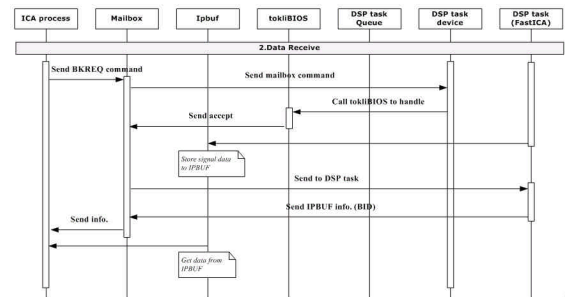 ICA process
Mailbox
Ipbuf
tokliBIOS
DSP task
Queue
DSP task
device
DSP task
(FastICA)
2.Data Receive
Send BKREQ command
Send mailbox command
Call tokliBIOS to handle
Send accept
Store signal data
to IPBUF
Send to DSP task
Send IPBUF info. (BID)
Send info.
Get data from
IPBUF